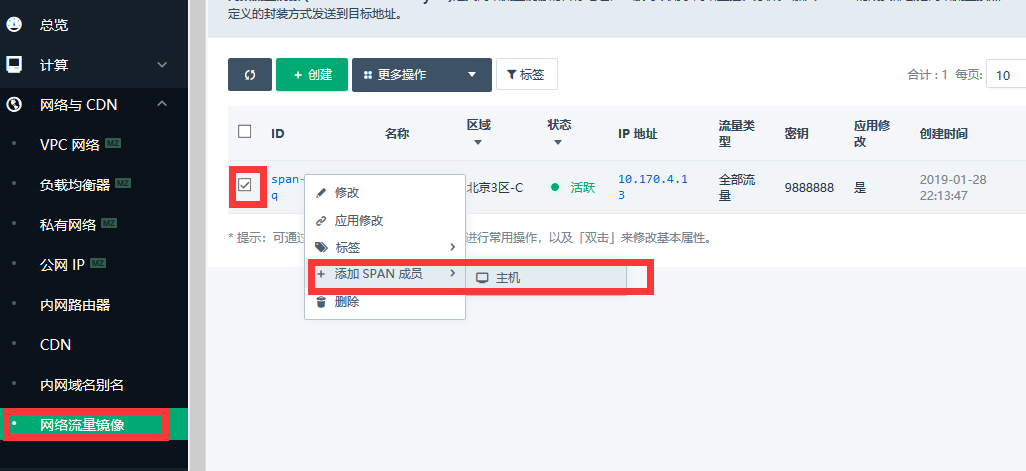 总览
计算
网络与 CDN
VPC 网络 MZ
负载均衡器 MZ
私有网络 MZ
公网 IP MZ
内网路由器
CDN
内网域名别名
网络流量镜像
定义的封装方式发送到目标地址。
+ 创建
更多操作
标签
合计 : 1 每页: 10
ID 名称 区域 状态 IP 地址 流量类型 密钥 应用修改 创建时间
span-
q
北京3区-C 活跃 10.170.4.13 全部流量 9888888 是 2019-01-28 22:13:47
* 提示：可通过
进行常用操作，以及「双击」来修改基本属性。
修改
应用修改
标签
+ 添加 SPAN 成员
主机
删除